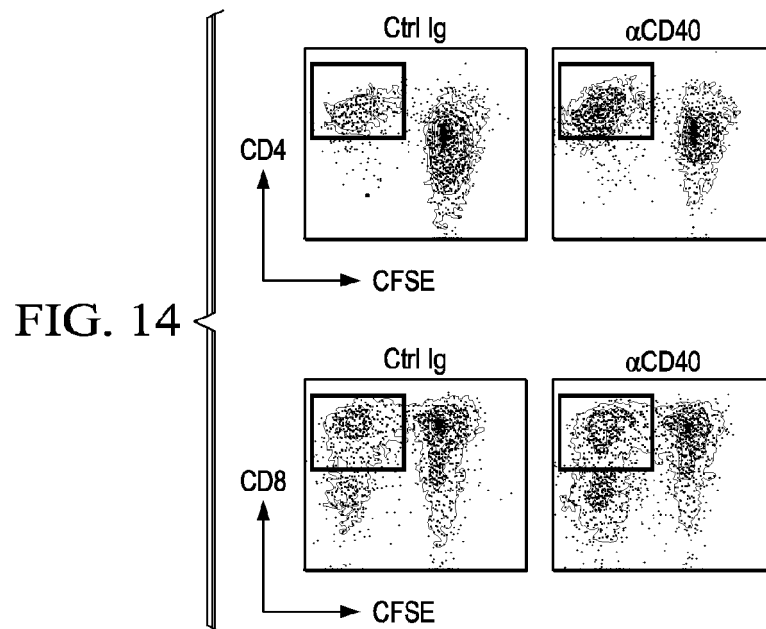 Ctrl Ig
αCD40
CD4
CFSE
FIG. 14
Ctrl Ig
αCD40
CD8
CFSE